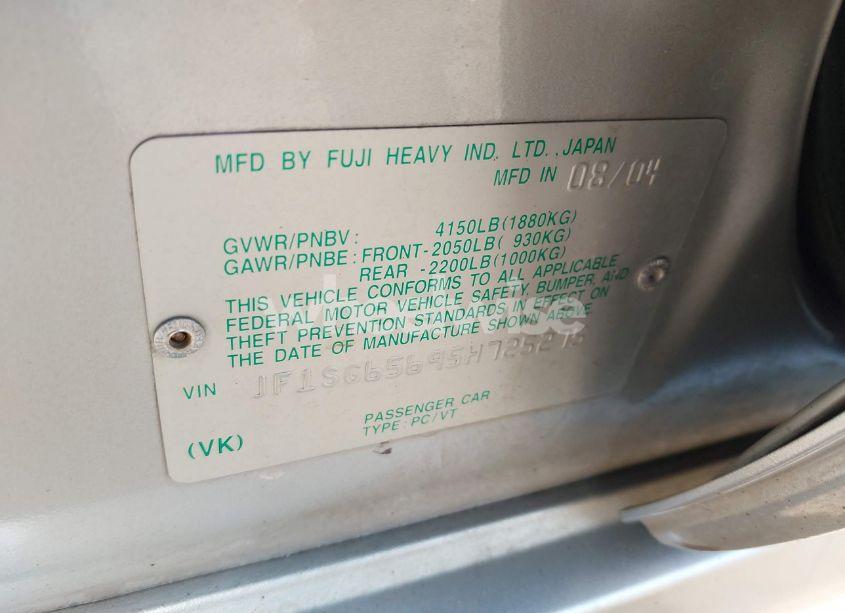 MFD BY FUJI HEAVY IND. LTD., JAPAN
MFD IN 08/04
GVWR/PNBV: 4150LB(1880KG)
GAWR/PNBE: FRONT-2050LB( 930KG)
REAR -2200LB(1000KG)
THIS VEHICLE CONFORMS TO ALL APPLICABLE
FEDERAL MOTOR VEHICLE SAFETY, BUMPER, AND
THEFT PREVENTION STANDARDS IN EFFECT ON
THE DATE OF MANUFACTURE SHOWN ABOVE.
VIN
PASSENGER CAR
(VK) TYPE: PC/VT